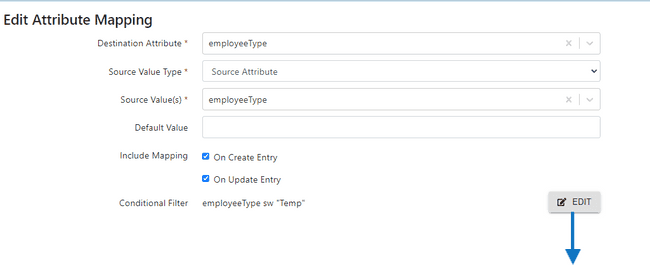 Edit Attribute Mapping
Destination Attribute * employeeType
Source Value Type * Source Attribute
Source Value(s) * employeeType
Default Value
Include Mapping On Create Entry
On Update Entry
Conditional Filter employeeType sw "Temp" EDIT